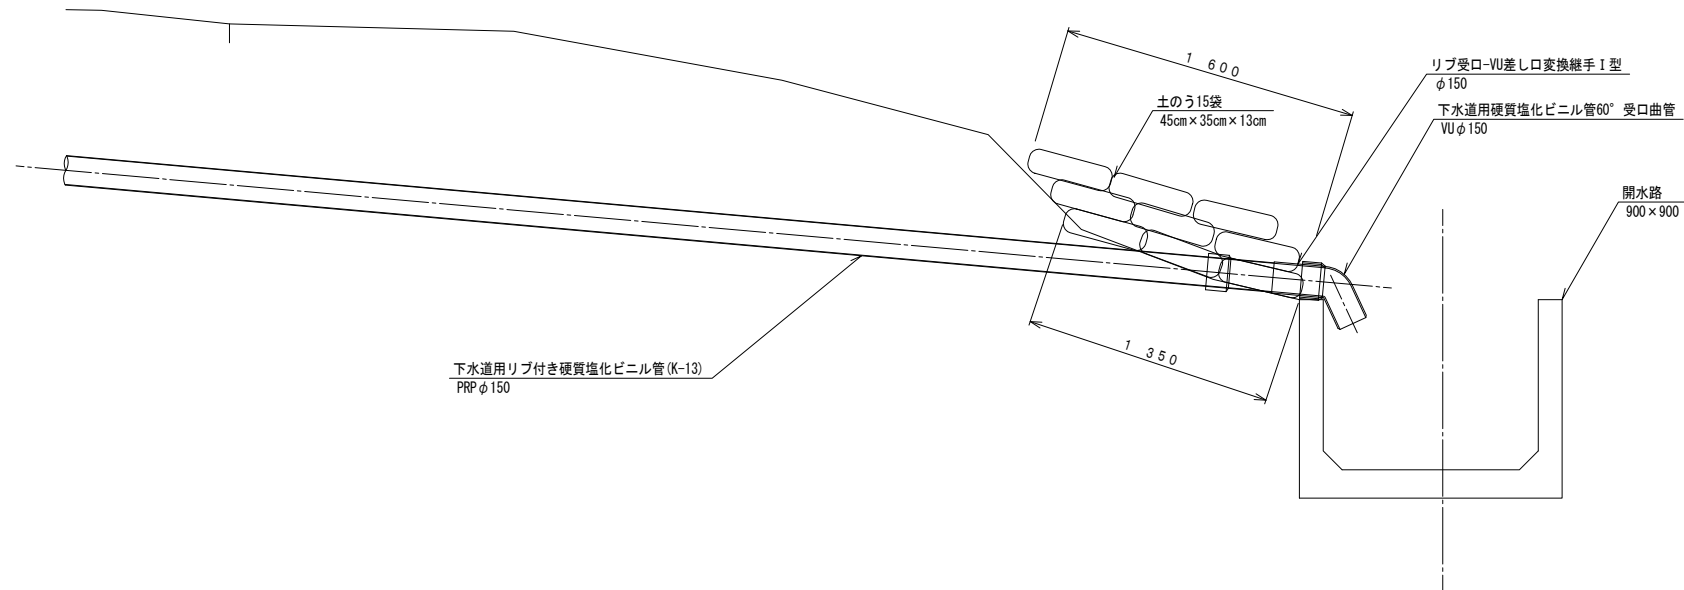 1 600
リブ受口-VU差し口変換継手Ⅰ型
φ150
土のう15袋
45cm×35cm×13cm
下水道用硬質塩化ビニル管60°受口曲管
VUφ150
開水路
900×900
1 350
下水道用リブ付き硬質塩化ビニル管(K-13)
PRPφ150